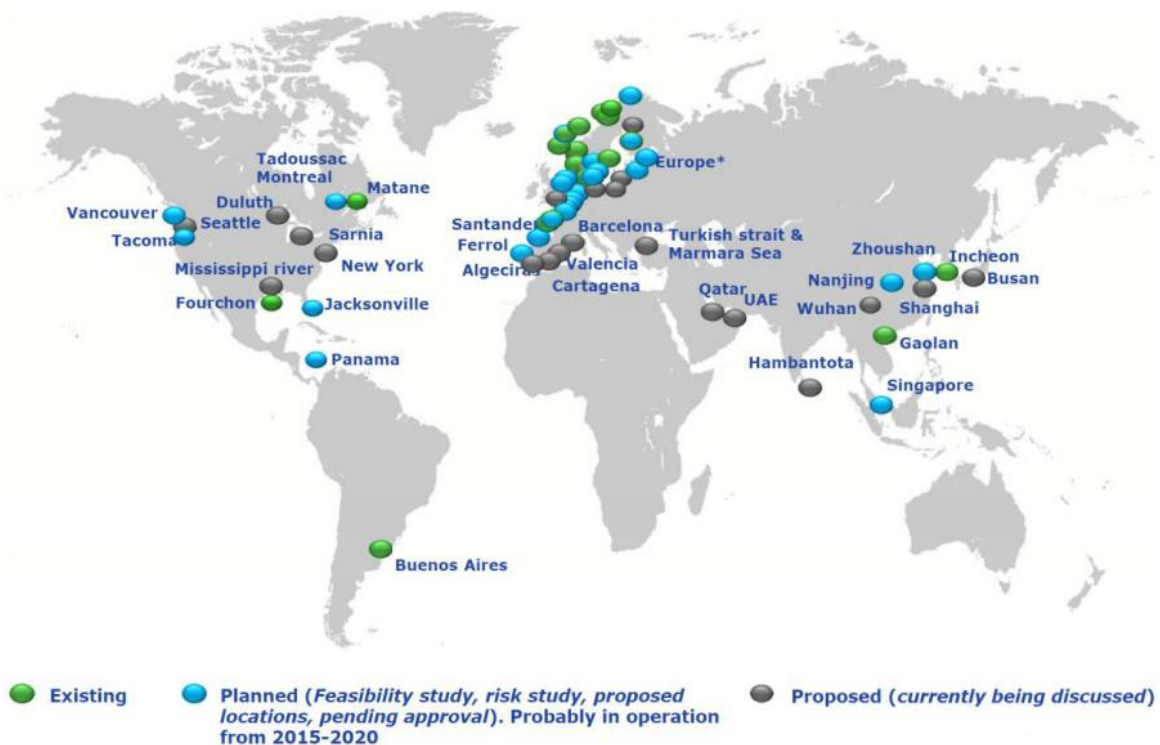 Tadoussac
Montreal
Matane
Duluth
Vancouver
Seattle
Tacoma
Sarnia
New York
Mississippi river
Fourchon
Jacksonville
Panama
Buenos Aires
Europe*
Santander
Ferrol
Algeciras
Barcelona
Valencia
Cartagena
Turkish strait &
Marmara Sea
Qatar
UAE
Hambantota
Zhoushan
Incheon
Nanjing
Busan
Wuhan
Shanghai
Gaolan
Singapore
Existing
Planned (Feasibility study, risk study, proposed
locations, pending approval). Probably in operation
from 2015-2020
Proposed (currently being discussed)